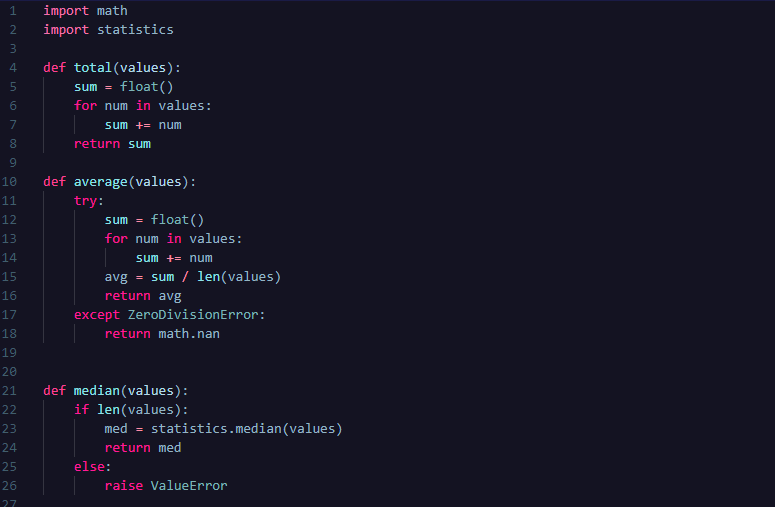 1 import math
2 import statistics
3
4 def total(values):
5     sum = float()
6     for num in values:
7         sum += num
8     return sum
9
10 def average(values):
11     try:
12         sum = float()
13         for num in values:
14             sum += num
15         avg = sum / len(values)
16         return avg
17     except ZeroDivisionError:
18         return math.nan
19
20
21 def median(values):
22     if len(values):
23         med = statistics.median(values)
24         return med
25     else:
26         raise ValueError
27